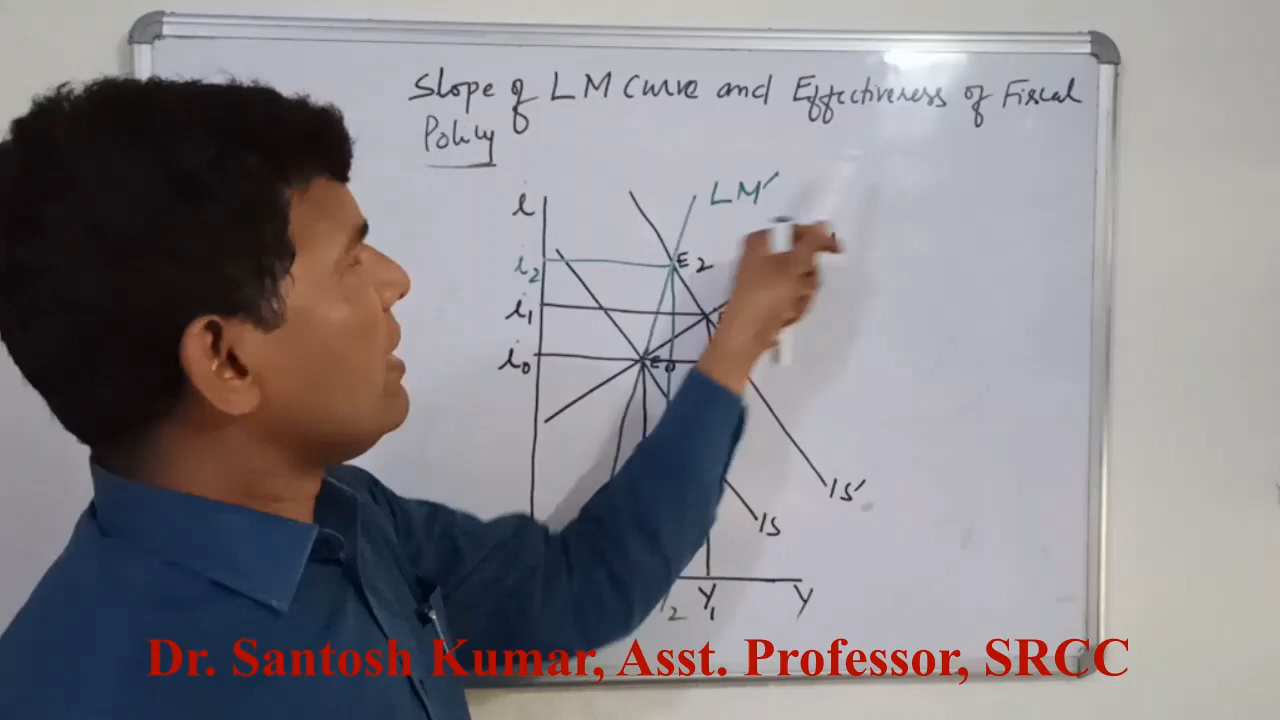 Slope of LM Curve and Effectiveness of Fiscal
Policy
i
LM'
i2
E2
i1
i0
E0
IS'
IS
Y1
Y
Dr. Santosh Kumar, Asst. Professor, SRCC